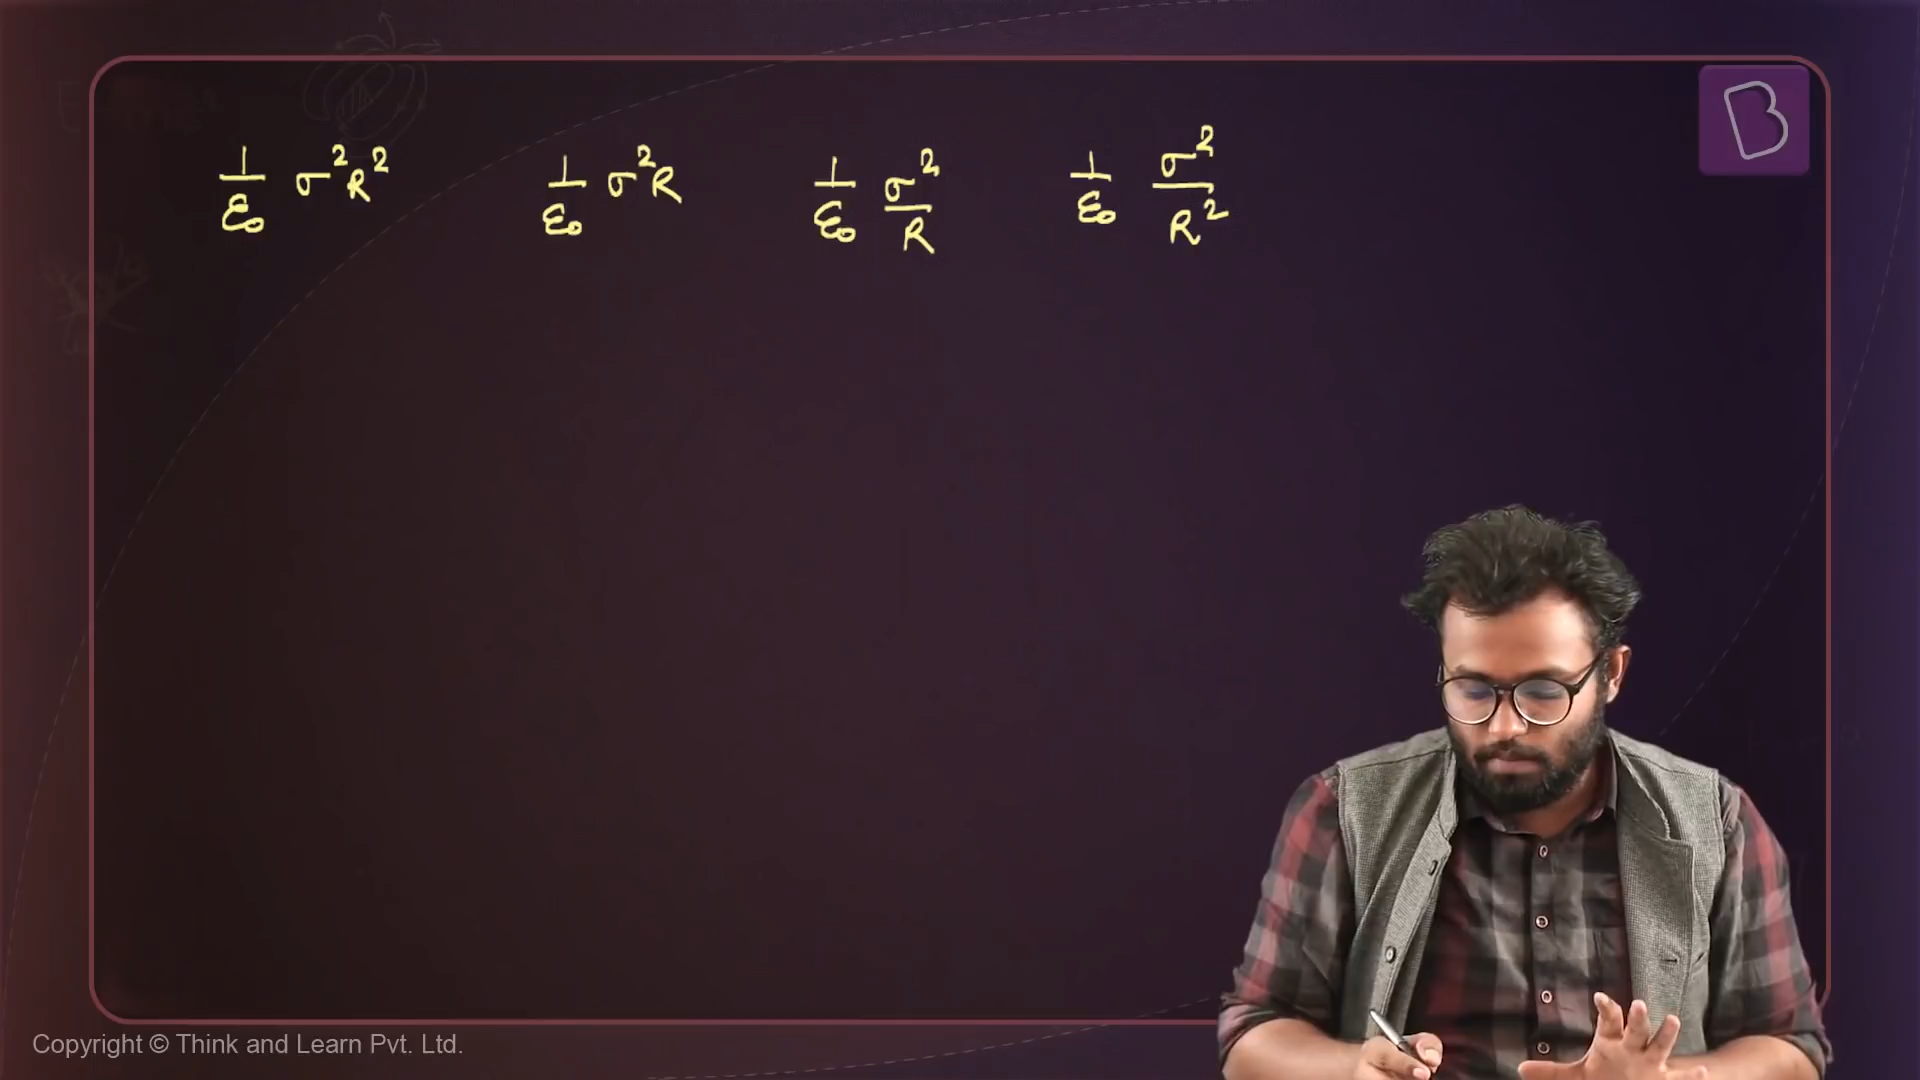 1/ε₀ σ²R²   1/ε₀ σ²R   1/ε₀ σ²/R   1/ε₀ σ²/R²
B
Copyright © Think and Learn Pvt. Ltd.